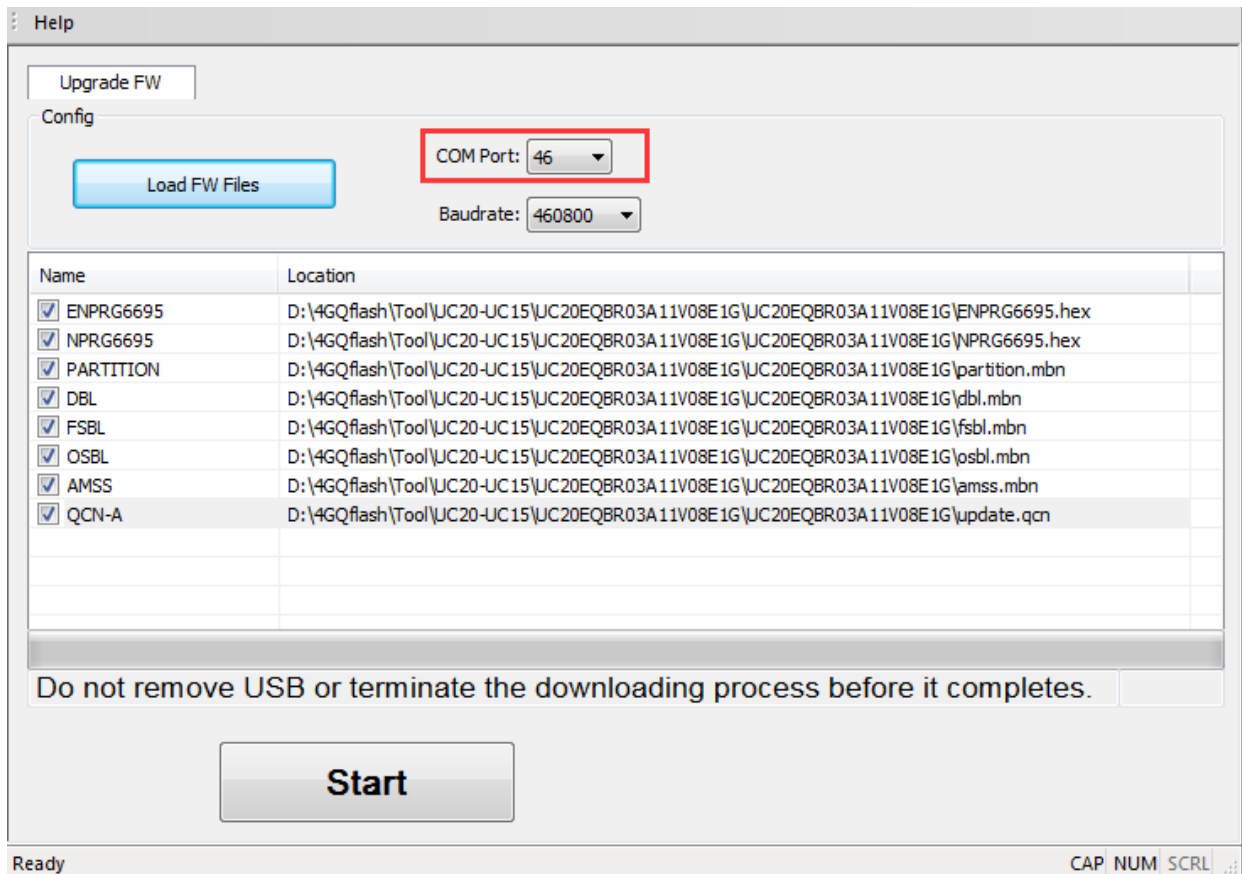 Help
Upgrade FW
Config
Load FW Files
COM Port: 46
Baudrate: 460800
Name Location
ENPRG6695 D:\4GQflash\Tool\UC20-UC15\UC20EQBR03A11V08E1G\UC20EQBR03A11V08E1G\ENPRG6695.hex
NPRG6695 D:\4GQflash\Tool\UC20-UC15\UC20EQBR03A11V08E1G\UC20EQBR03A11V08E1G\NPRG6695.hex
PARTITION D:\4GQflash\Tool\UC20-UC15\UC20EQBR03A11V08E1G\UC20EQBR03A11V08E1G\partition.mbn
DBL D:\4GQflash\Tool\UC20-UC15\UC20EQBR03A11V08E1G\UC20EQBR03A11V08E1G\dbl.mbn
FSBL D:\4GQflash\Tool\UC20-UC15\UC20EQBR03A11V08E1G\UC20EQBR03A11V08E1G\fsbl.mbn
OSBL D:\4GQflash\Tool\UC20-UC15\UC20EQBR03A11V08E1G\UC20EQBR03A11V08E1G\osbl.mbn
AMSS D:\4GQflash\Tool\UC20-UC15\UC20EQBR03A11V08E1G\UC20EQBR03A11V08E1G\amss.mbn
QCN-A D:\4GQflash\Tool\UC20-UC15\UC20EQBR03A11V08E1G\UC20EQBR03A11V08E1G\update.qcn
Do not remove USB or terminate the downloading process before it completes.
Start
Ready CAP NUM SCRL